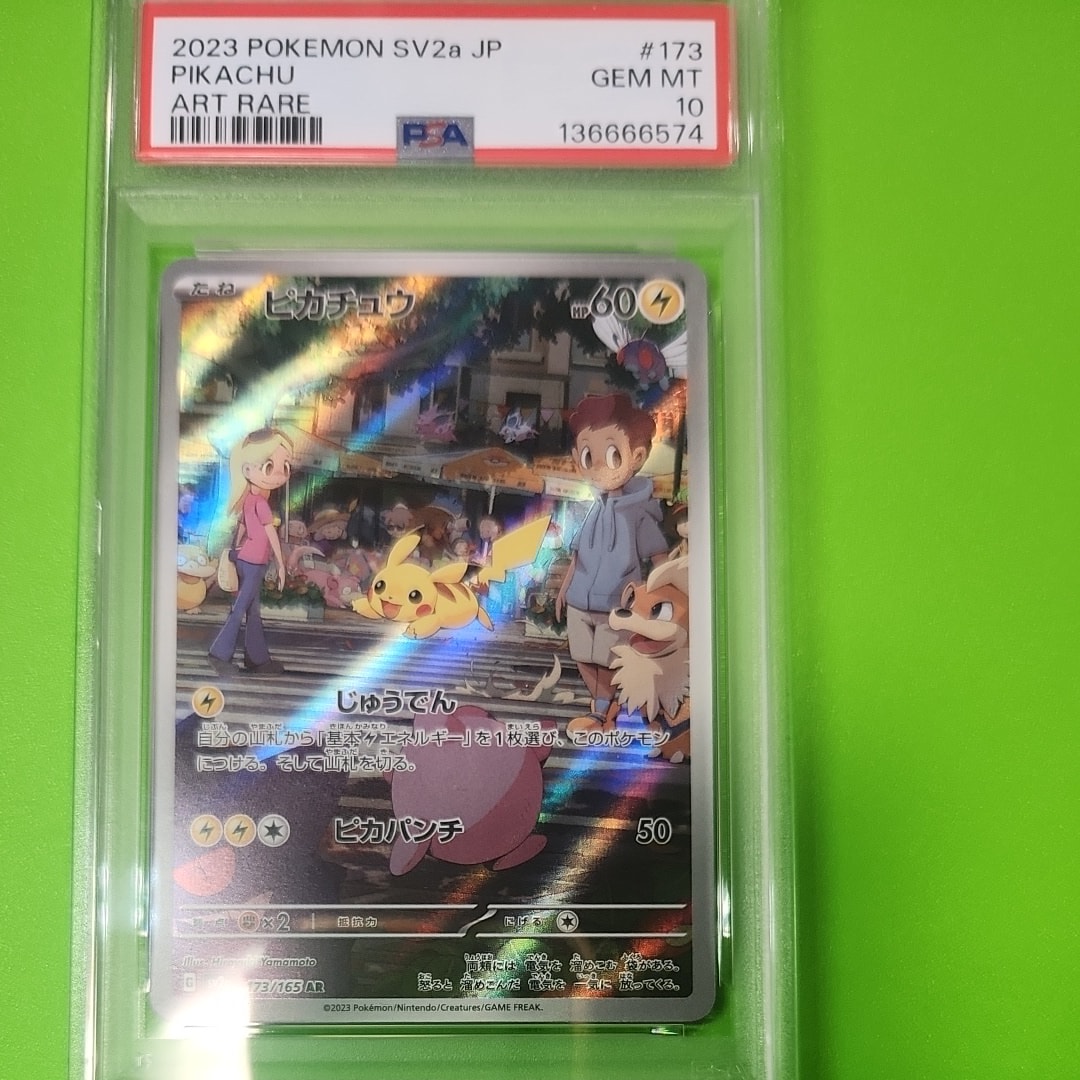 2023 POKEMON SV2a JP #173
PIKACHU GEM MT
ART RARE 10
PSA 136666574
たね ピカチュウ HP60
じゅうでん
自分の山札から「基本エネルギー」を1枚選び、このポケモン
につける。そして山札を切る。
ピカパンチ 50
×2 抵抗力 にげる
Illus. Yamamoto
173/165 AR
両頬には 電気を 溜めこむ 袋がある。
怒ると 溜めこんだ 電気を 一気に 放ってくる。
©2023 Pokémon/Nintendo/Creatures/GAME FREAK.